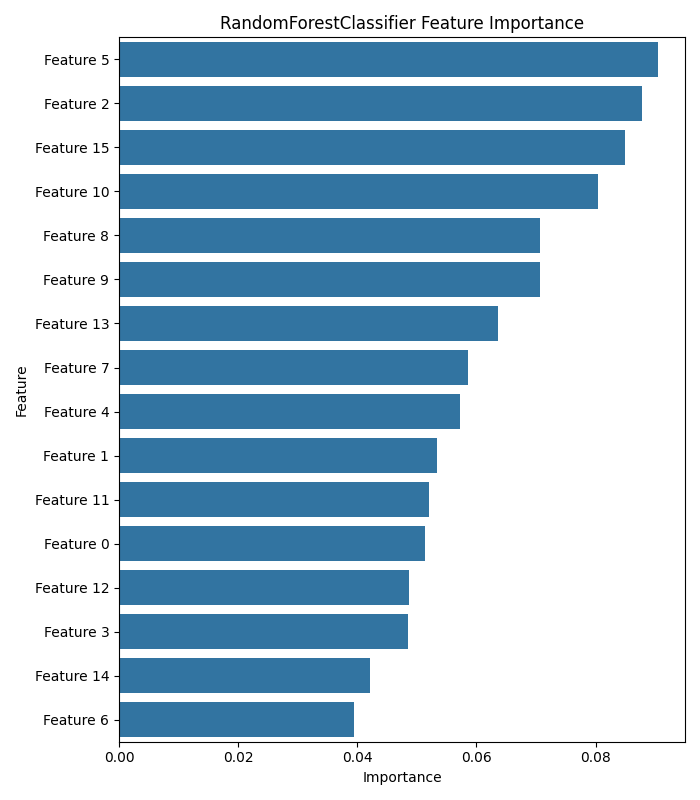 RandomForestClassifier Feature Importance
Feature 5
Feature 2
Feature 15
Feature 10
Feature 8
Feature 9
Feature 13
Feature 7
Feature 4
Feature 1
Feature 11
Feature 0
Feature 12
Feature 3
Feature 14
Feature 6
Feature
0.00 0.02 0.04 0.06 0.08
Importance